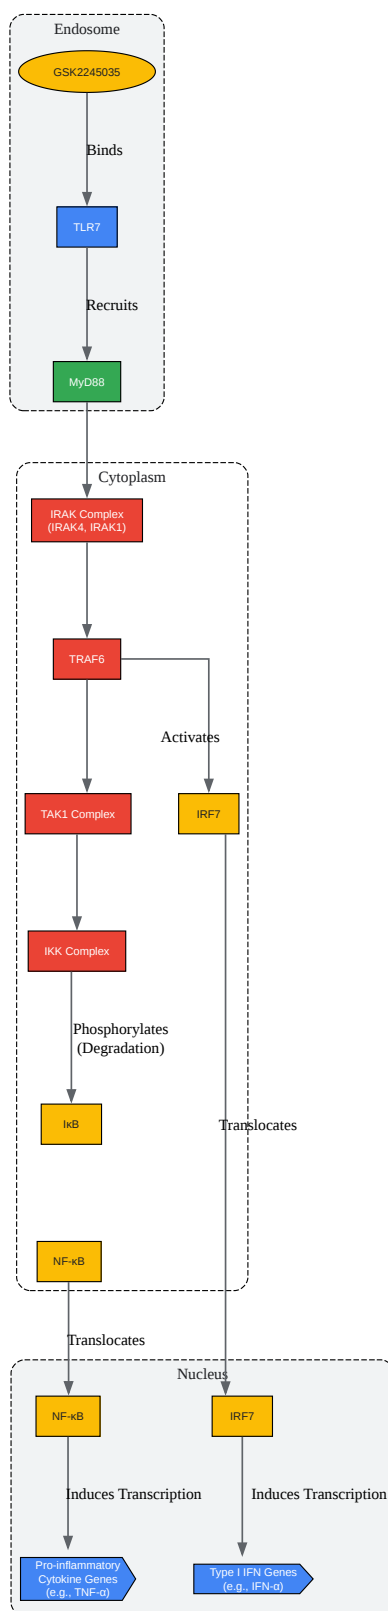 Endosome
GSK2245035
Binds
TLR7
Recruits
MyD88
Cytoplasm
IRAK Complex
(IRAK4, IRAK1)
TRAF6
Activates
TAK1 Complex
IRF7
IKK Complex
Phosphorylates
(Degradation)
IκB
Translocates
NF-κB
Translocates
Nucleus
NF-κB
IRF7
Induces Transcription
Induces Transcription
Pro-inflammatory
Cytokine Genes
(e.g., TNF-α)
Type I IFN Genes
(e.g., IFN-α)